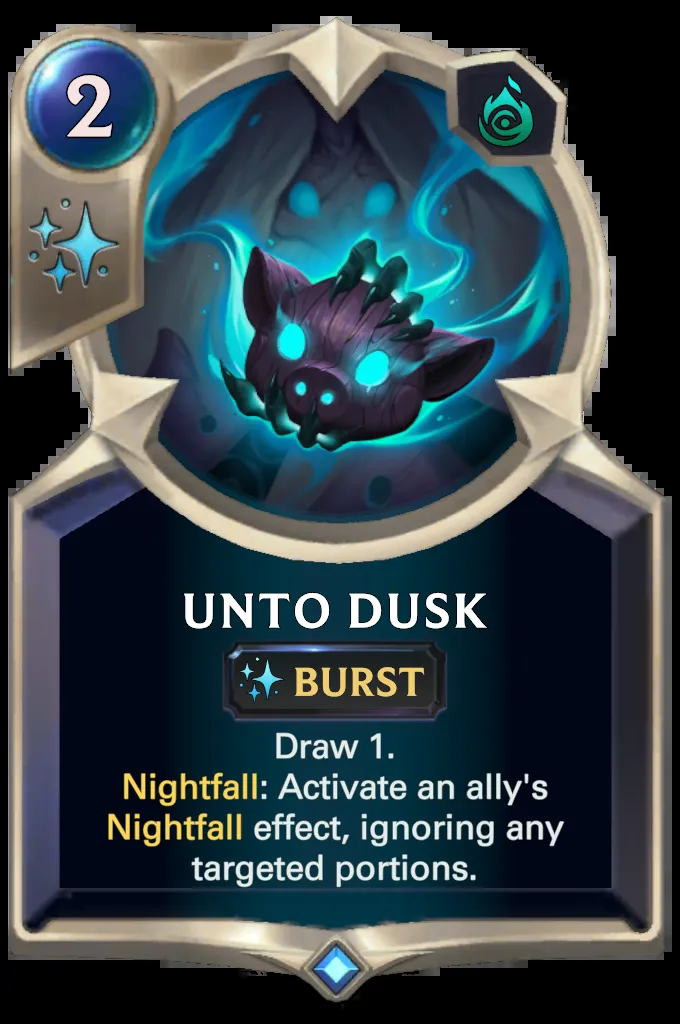 2
UNTO DUSK
BURST
Draw 1.
Nightfall: Activate an ally's
Nightfall effect, ignoring any
targeted portions.